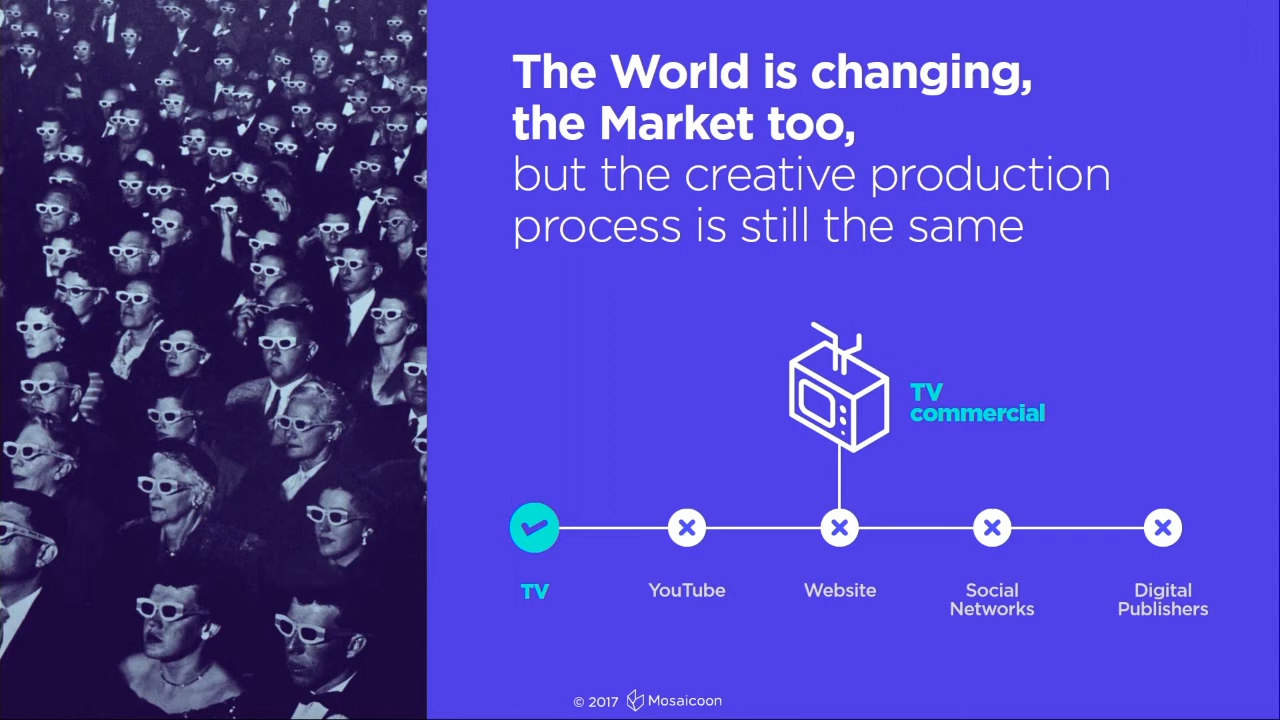 The World is changing,
the Market too,
but the creative production
process is still the same
TV
commercial
TV
YouTube
Website
Social
Networks
Digital
Publishers
© 2017 Mosaicoon